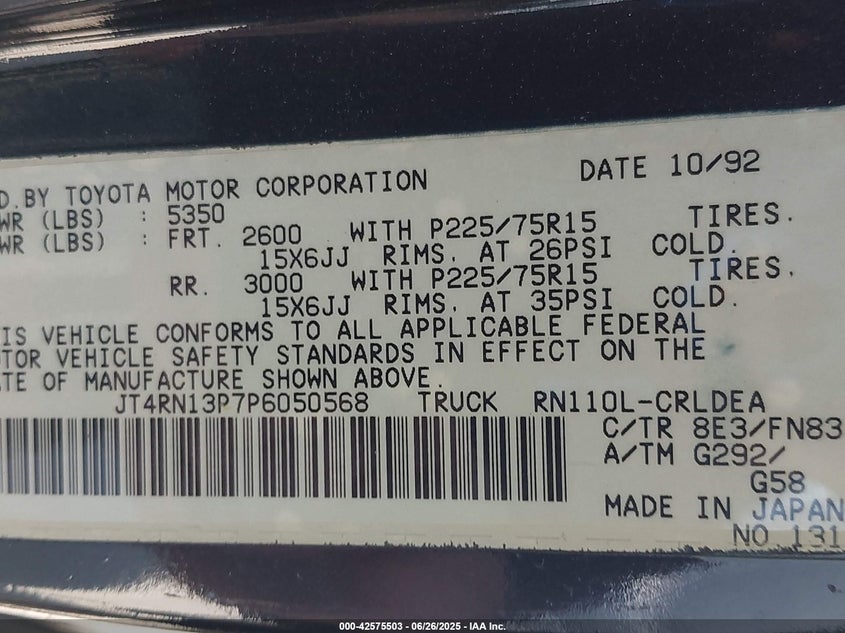 D.BY TOYOTA MOTOR CORPORATION DATE 10/92
WR (LBS) : 5350
WR (LBS) : FRT. 2600 WITH P225/75R15 TIRES.
15X6JJ RIMS. AT 26PSI COLD.
RR. 3000 WITH P225/75R15 TIRES.
15X6JJ RIMS. AT 35PSI COLD.
IS VEHICLE CONFORMS TO ALL APPLICABLE FEDERAL
TOR VEHICLE SAFETY STANDARDS IN EFFECT ON THE
TE OF MANUFACTURE SHOWN ABOVE.
JT4RN13P7P6050568 TRUCK RN110L-CRLDEA
C/TR 8E3/FN83
A/TM G292/
G58
MADE IN JAPAN
NO 131
000-42575503 - 06/26/2025 - IAA Inc.